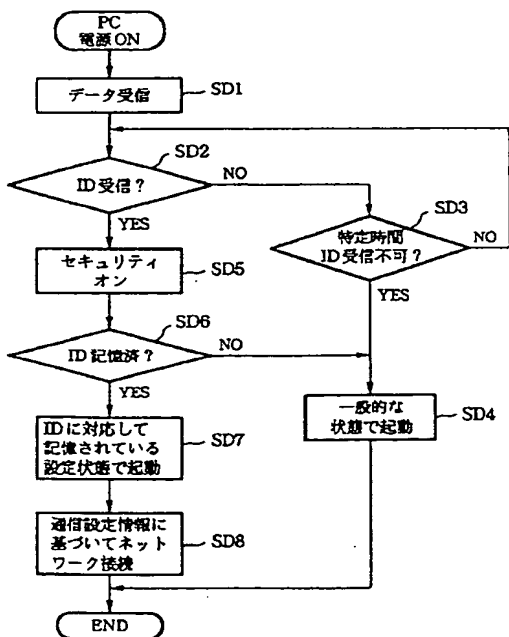 PC
電源ON
データ受信
SD1
SD2
ID受信？
NO
YES
SD3
特定時間
ID受信不可？
NO
YES
セキュリティ
オン
SD5
SD6
ID記憶済？
NO
YES
一般的な
状態で起動
SD4
IDに対応して
記憶されている
設定状態で起動
SD7
通信設定情報に
基づいてネット
ワーク接続
SD8
END